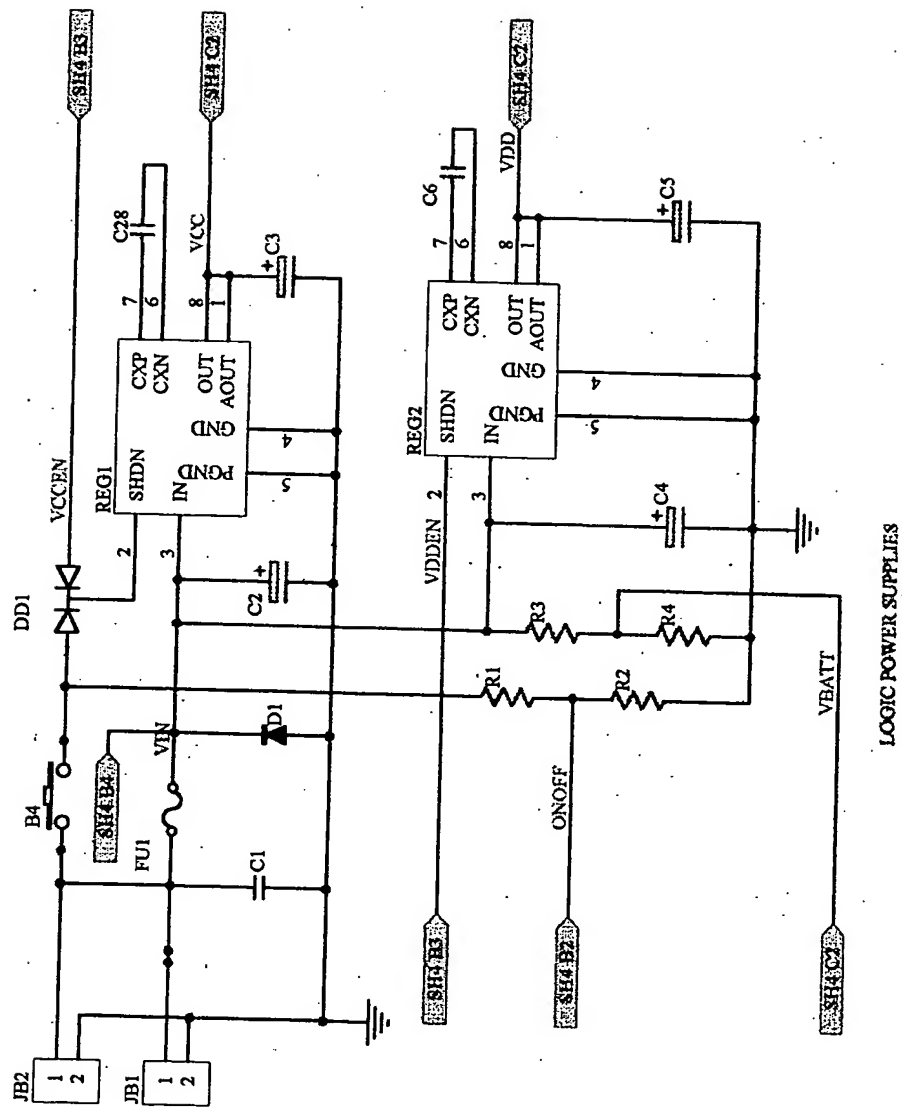 JB2
1
2
JB1
1
2
B4
SH4 B4
FU1
C1
VIN
D1
DD1
VCCEN
SH4 B3
REG1
2
SHDN
3
IN
CXP
CXN
OUT
AOUT
GND
PGND
7
6
8
1
4
5
C28
VCC
SH4 C2
C2
+
C3
+
SH4 B3
VDDEN
2
REG2
SHDN
3
IN
CXP
CXN
OUT
AOUT
GND
PGND
7
6
8
1
4
5
C6
VDD
SH4 C2
C4
+
C5
+
R1
R2
R3
R4
SH4 B2
ONOFF
SH4 C2
VBATT
LOGIC POWER SUPPLIES